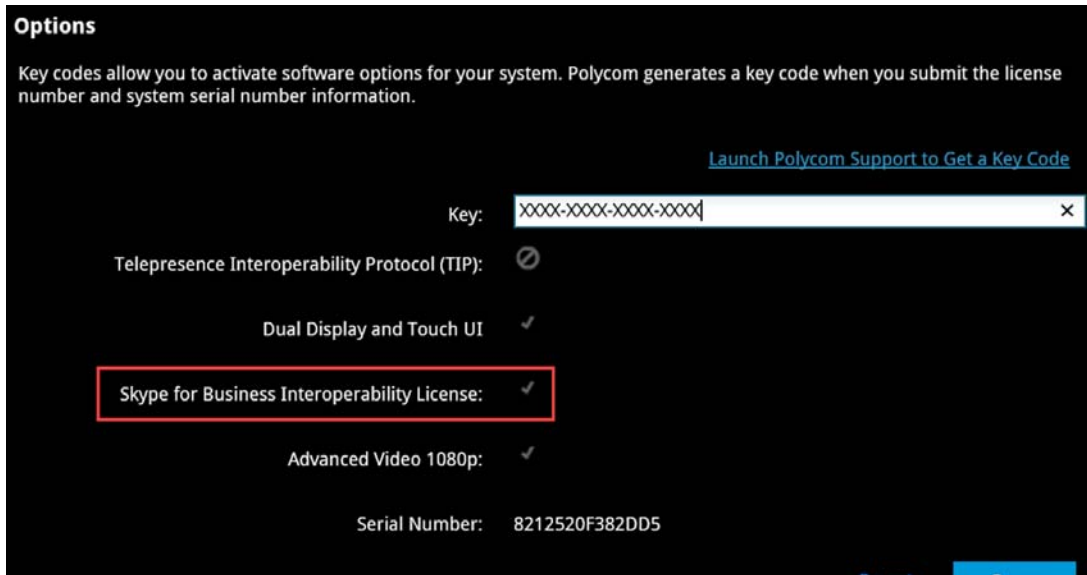 Options
Key codes allow you to activate software options for your system. Polycom generates a key code when you submit the license
number and system serial number information.
Launch Polycom Support to Get a Key Code
Key: XXXX-XXXX-XXXX-XXXX
Telepresence Interoperability Protocol (TIP):
Dual Display and Touch UI
Skype for Business Interoperability License:
Advanced Video 1080p:
Serial Number: 8212520F382DD5